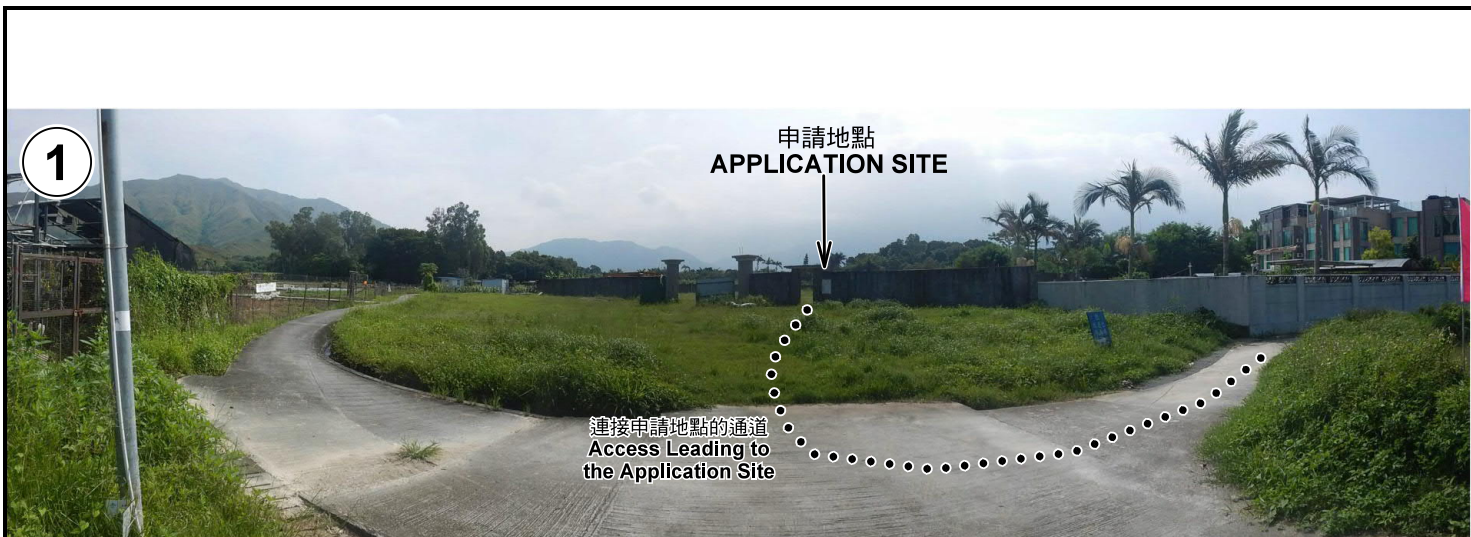 1
申請地點
APPLICATION SITE
連接申請地點的通道
Access Leading to
the Application Site